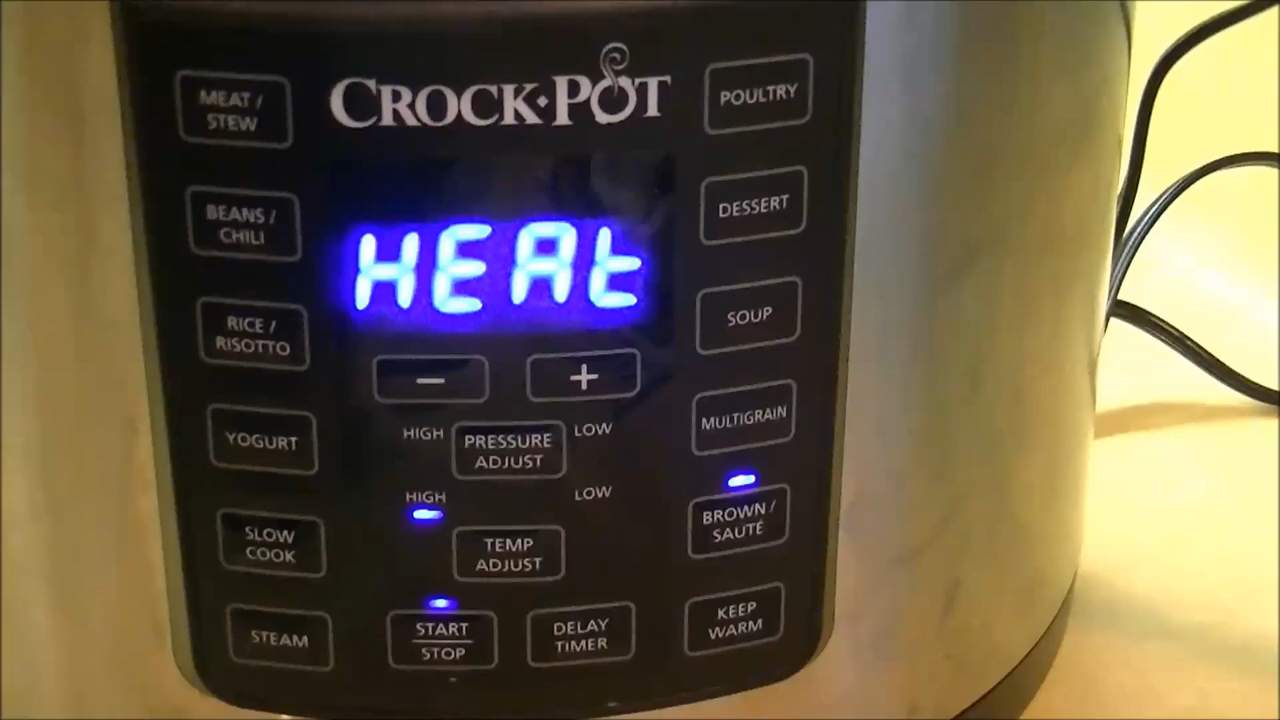 CROCK·POT
MEAT /
STEW
POULTRY
BEANS /
CHILI
DESSERT
HEAt
RICE /
RISOTTO
SOUP
− +
YOGURT
HIGH PRESSURE LOW
ADJUST
MULTIGRAIN
SLOW
COOK
HIGH LOW
TEMP
ADJUST
BROWN /
SAUTÉ
STEAM
START
STOP
DELAY
TIMER
KEEP
WARM